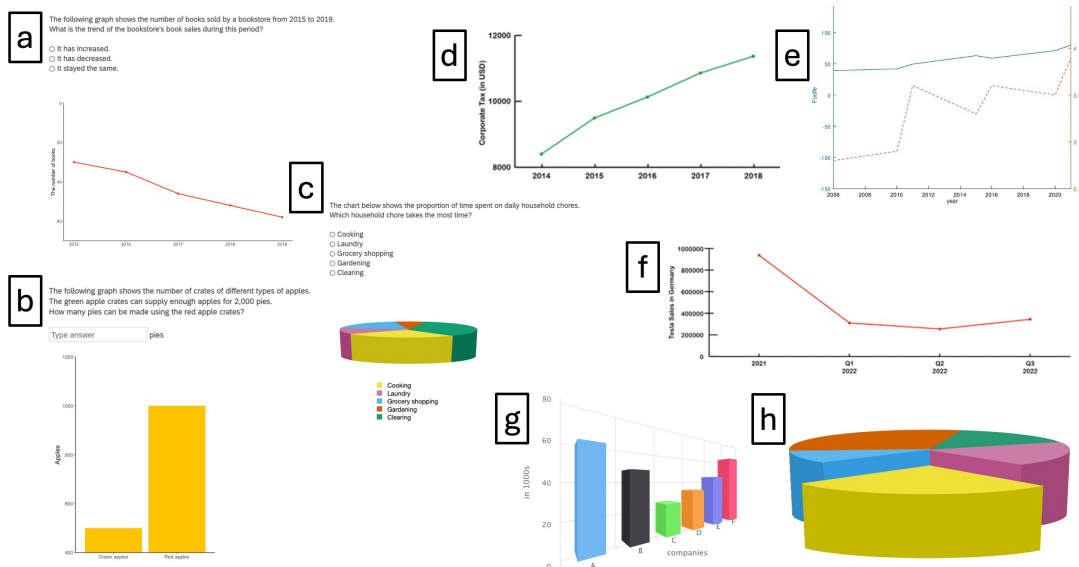 a
The following graph shows the number of books sold by a bookstore from 2015 to 2019.
What is the trend of the bookstore's book sales during this period?
It has increased.
It has decreased.
It stayed the same.
0
20
40
60
The number of books
2015 2016 2017 2018 2019
b
The following graph shows the number of crates of different types of apples.
The green apple crates can supply enough apples for 2,000 pies.
How many pies can be made using the red apple crates?
Type answer pies
1200
1000
800
600
400
Apples
Green apples Red apples
c
The chart below shows the proportion of time spent on daily household chores.
Which household chore takes the most time?
Cooking
Laundry
Grocery shopping
Gardening
Clearing
Cooking
Laundry
Grocery shopping
Gardening
Clearing
d
12000
10000
8000
Corporate Tax (in USD)
2014 2015 2016 2017 2018
e
100
50
0
-50
-100
-150
2006 2008 2010 2012 2014 2016 2018 2020
year
f
1000000
800000
600000
400000
200000
0
Tesla Sales in Germany
2021 Q1 Q2 Q3
2022 2022 2022
g
80
60
40
20
0
in 1000s
A B C D E F
companies
h